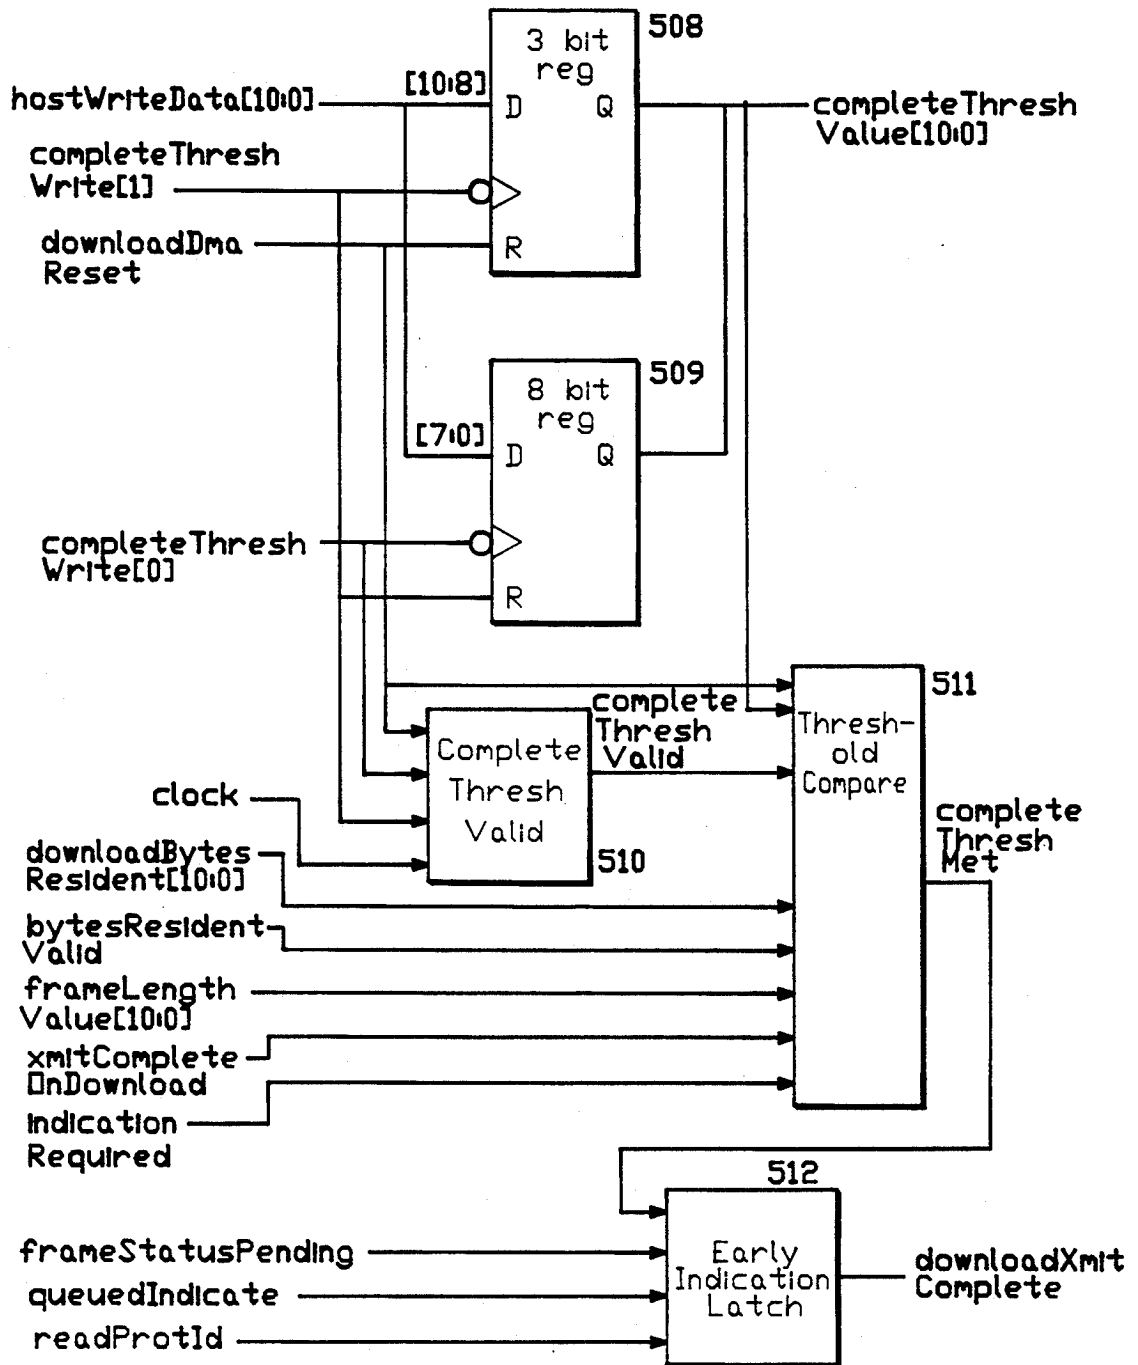 508
3 bit
reg
[10:8]
hostWriteData[10:0]
D
Q
completeThresh
Value[10:0]
completeThresh
Write[1]
downloadDma
Reset
R
509
8 bit
reg
[7:0]
D
Q
completeThresh
Write[0]
R
511
Thresh-
old
Compare
complete
Thresh
Valid
Complete
Thresh
Valid
510
clock
complete
Thresh
Met
downloadBytes
Resident[10:0]
bytesResident
Valid
frameLength
Value[10:0]
xmitComplete
OnDownload
indication
Required
512
Early
Indication
Latch
frameStatusPending
queuedIndicate
readProtId
downloadXmit
Complete